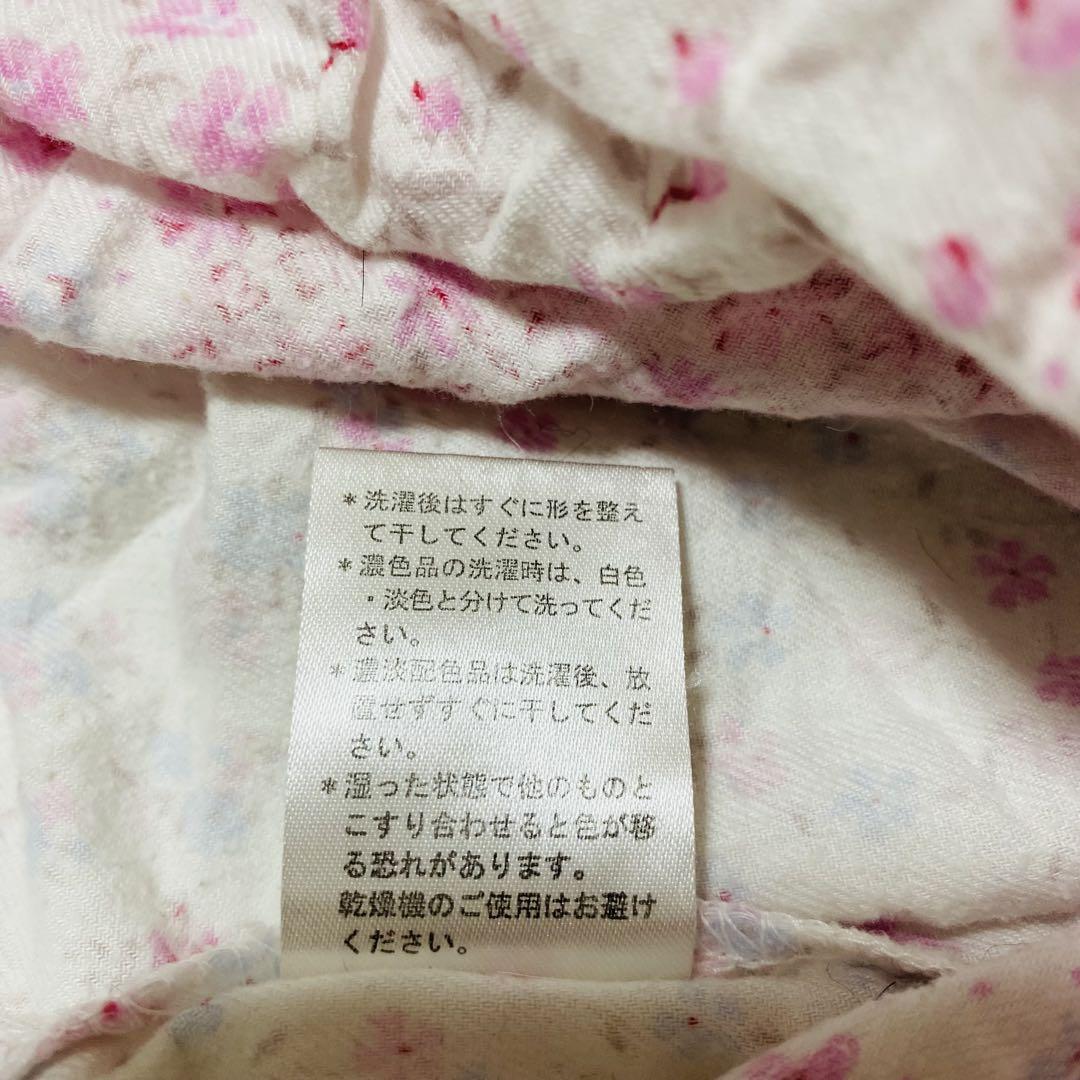 *洗濯後はすぐに形を整え
て干してください。
*濃色品の洗濯時は、白色
・淡色と分けて洗ってくだ
さい。
*濃淡配色品は洗濯後、放
置せずすぐに干してくだ
さい。
*湿った状態で他のものと
こすり合わせると色が移
る恐れがあります。
乾燥機のご使用はお避け
ください。